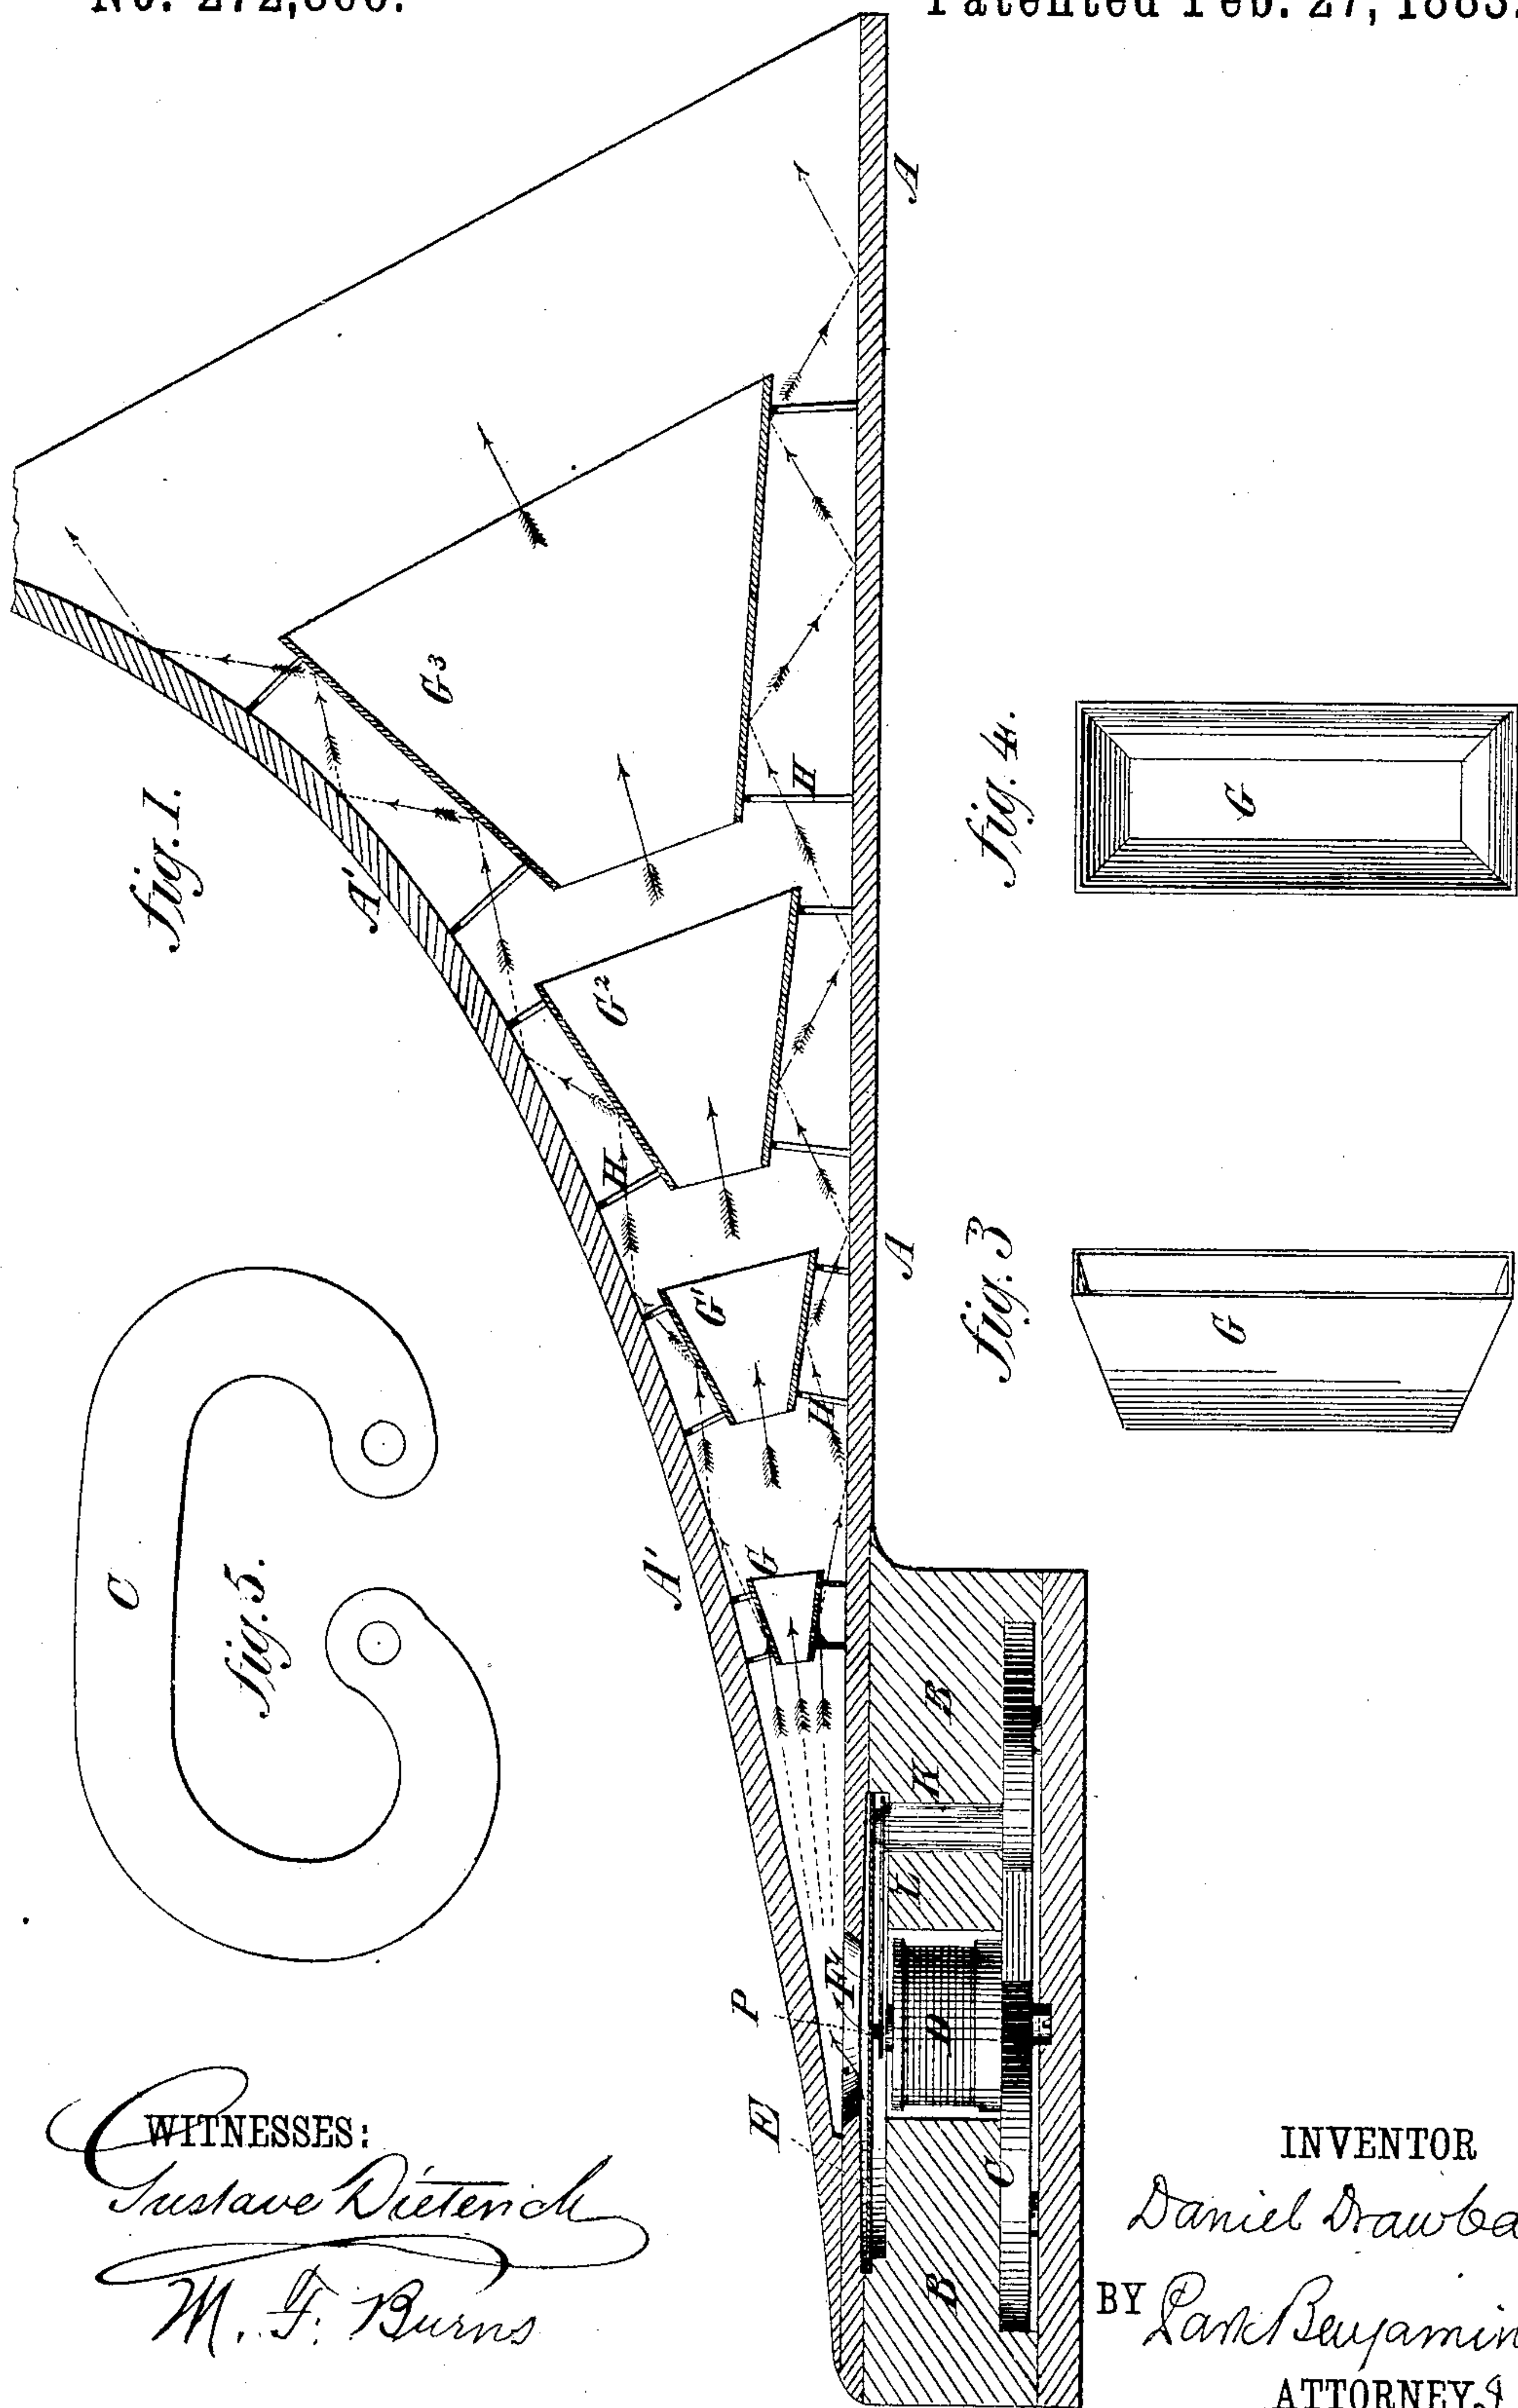 Patented Feb. 27, 1883.
fig. 1.
A
A'
G3
H
fig. 4.
G
G2
H
A
fig. 3
G
G'
H
C
fig. 5.
A'
G
B
K
L
P
F
D
E
C
B
WITNESSES:
Gustave Dieterich
M. F. Burns
INVENTOR
Daniel
BY Park Benjamin
ATTORNEY